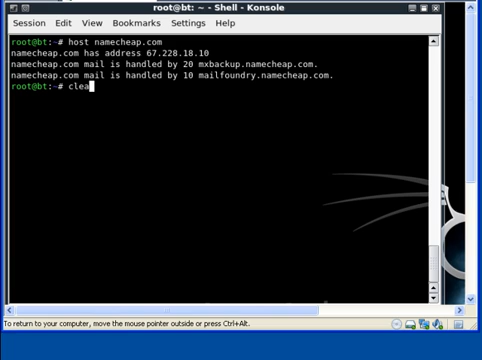 root@bt: ~ - Shell - Konsole
Session Edit View Bookmarks Settings Help
root@bt:~# host namecheap.com
namecheap.com has address 67.228.18.10
namecheap.com mail is handled by 20 mxbackup.namecheap.com.
namecheap.com mail is handled by 10 mailfoundry.namecheap.com.
root@bt:~# clea
To return to your computer, move the mouse pointer outside or press Ctrl+Alt.